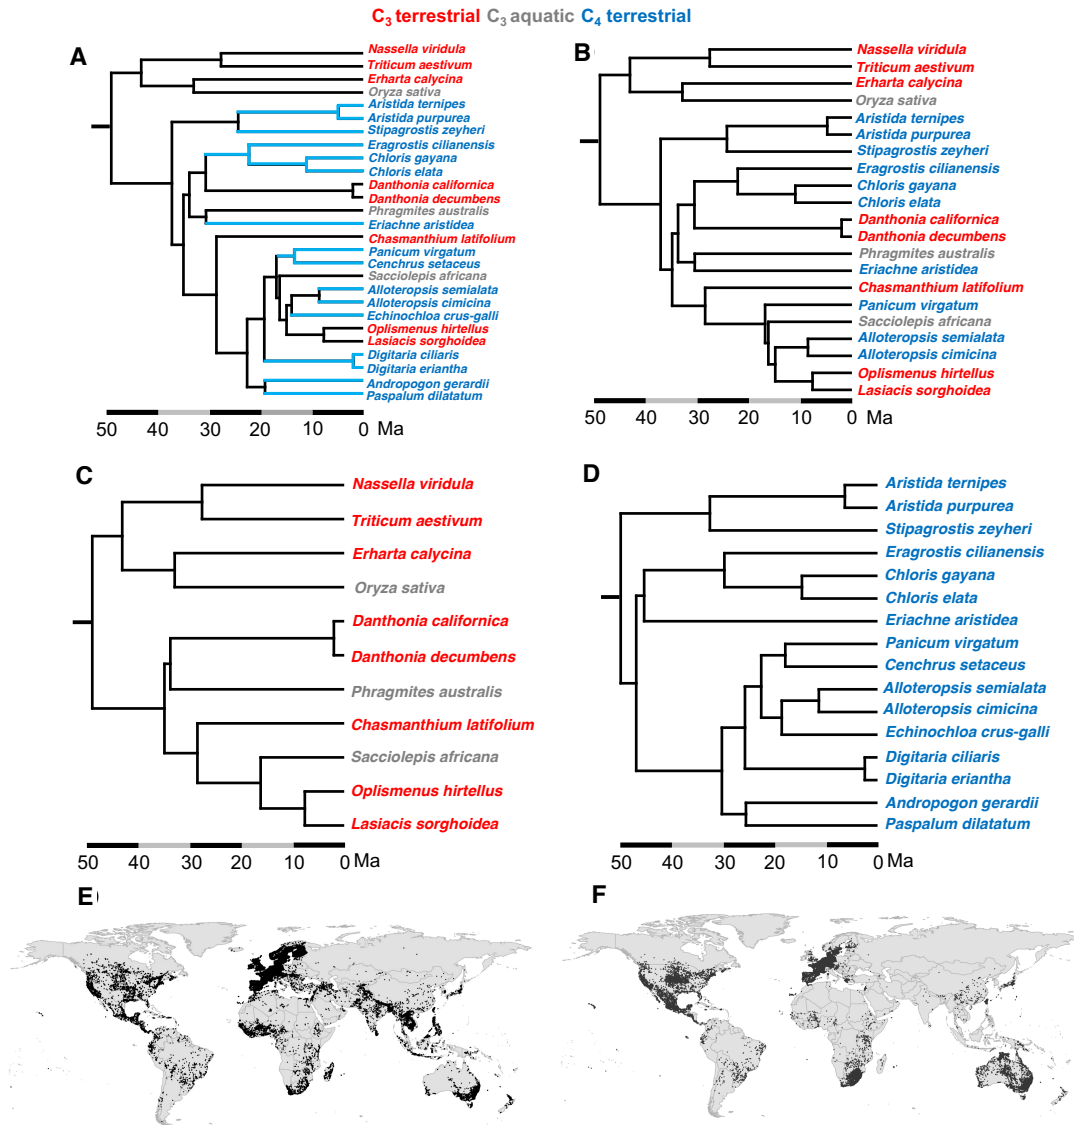 C3 terrestrial C3 aquatic C4 terrestrial
A
Nassella viridula
Triticum aestivum
Erharta calycina
Oryza sativa
Aristida ternipes
Aristida purpurea
Stipagrostis zeyheri
Eragrostis cilianensis
Chloris gayana
Chloris elata
Danthonia californica
Danthonia decumbens
Phragmites australis
Eriachne aristidea
Chasmanthium latifolium
Panicum virgatum
Cenchrus setaceus
Sacciolepis africana
Alloteropsis semialata
Alloteropsis cimicina
Echinochloa crus-galli
Oplismenus hirtellus
Lasiacis sorghoidea
Digitaria ciliaris
Digitaria eriantha
Andropogon gerardii
Paspalum dilatatum
50 40 30 20 10 0 Ma
B
Nassella viridula
Triticum aestivum
Erharta calycina
Oryza sativa
Aristida ternipes
Aristida purpurea
Stipagrostis zeyheri
Eragrostis cilianensis
Chloris gayana
Chloris elata
Danthonia californica
Danthonia decumbens
Phragmites australis
Eriachne aristidea
Chasmanthium latifolium
Panicum virgatum
Sacciolepis africana
Alloteropsis semialata
Alloteropsis cimicina
Oplismenus hirtellus
Lasiacis sorghoidea
50 40 30 20 10 0 Ma
C
Nassella viridula
Triticum aestivum
Erharta calycina
Oryza sativa
Danthonia californica
Danthonia decumbens
Phragmites australis
Chasmanthium latifolium
Sacciolepis africana
Oplismenus hirtellus
Lasiacis sorghoidea
50 40 30 20 10 0 Ma
D
Aristida ternipes
Aristida purpurea
Stipagrostis zeyheri
Eragrostis cilianensis
Chloris gayana
Chloris elata
Eriachne aristidea
Panicum virgatum
Cenchrus setaceus
Alloteropsis semialata
Alloteropsis cimicina
Echinochloa crus-galli
Digitaria ciliaris
Digitaria eriantha
Andropogon gerardii
Paspalum dilatatum
50 40 30 20 10 0 Ma
E
F